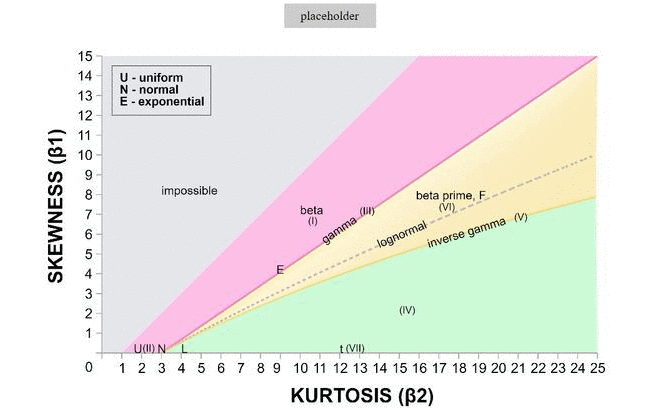 placeholder
U - uniform
N - normal
E - exponential
impossible
beta
(I)
gamma
(III)
beta prime, F
(VI)
lognormal
inverse gamma
(V)
E
(IV)
U(II) N
L
t (VII)
15
14
13
12
11
10
9
8
7
6
5
4
3
2
1
0
1 2 3 4 5 6 7 8 9 10 11 12 13 14 15 16 17 18 19 20 21 22 23 24 25
SKEWNESS (β1)
KURTOSIS (β2)